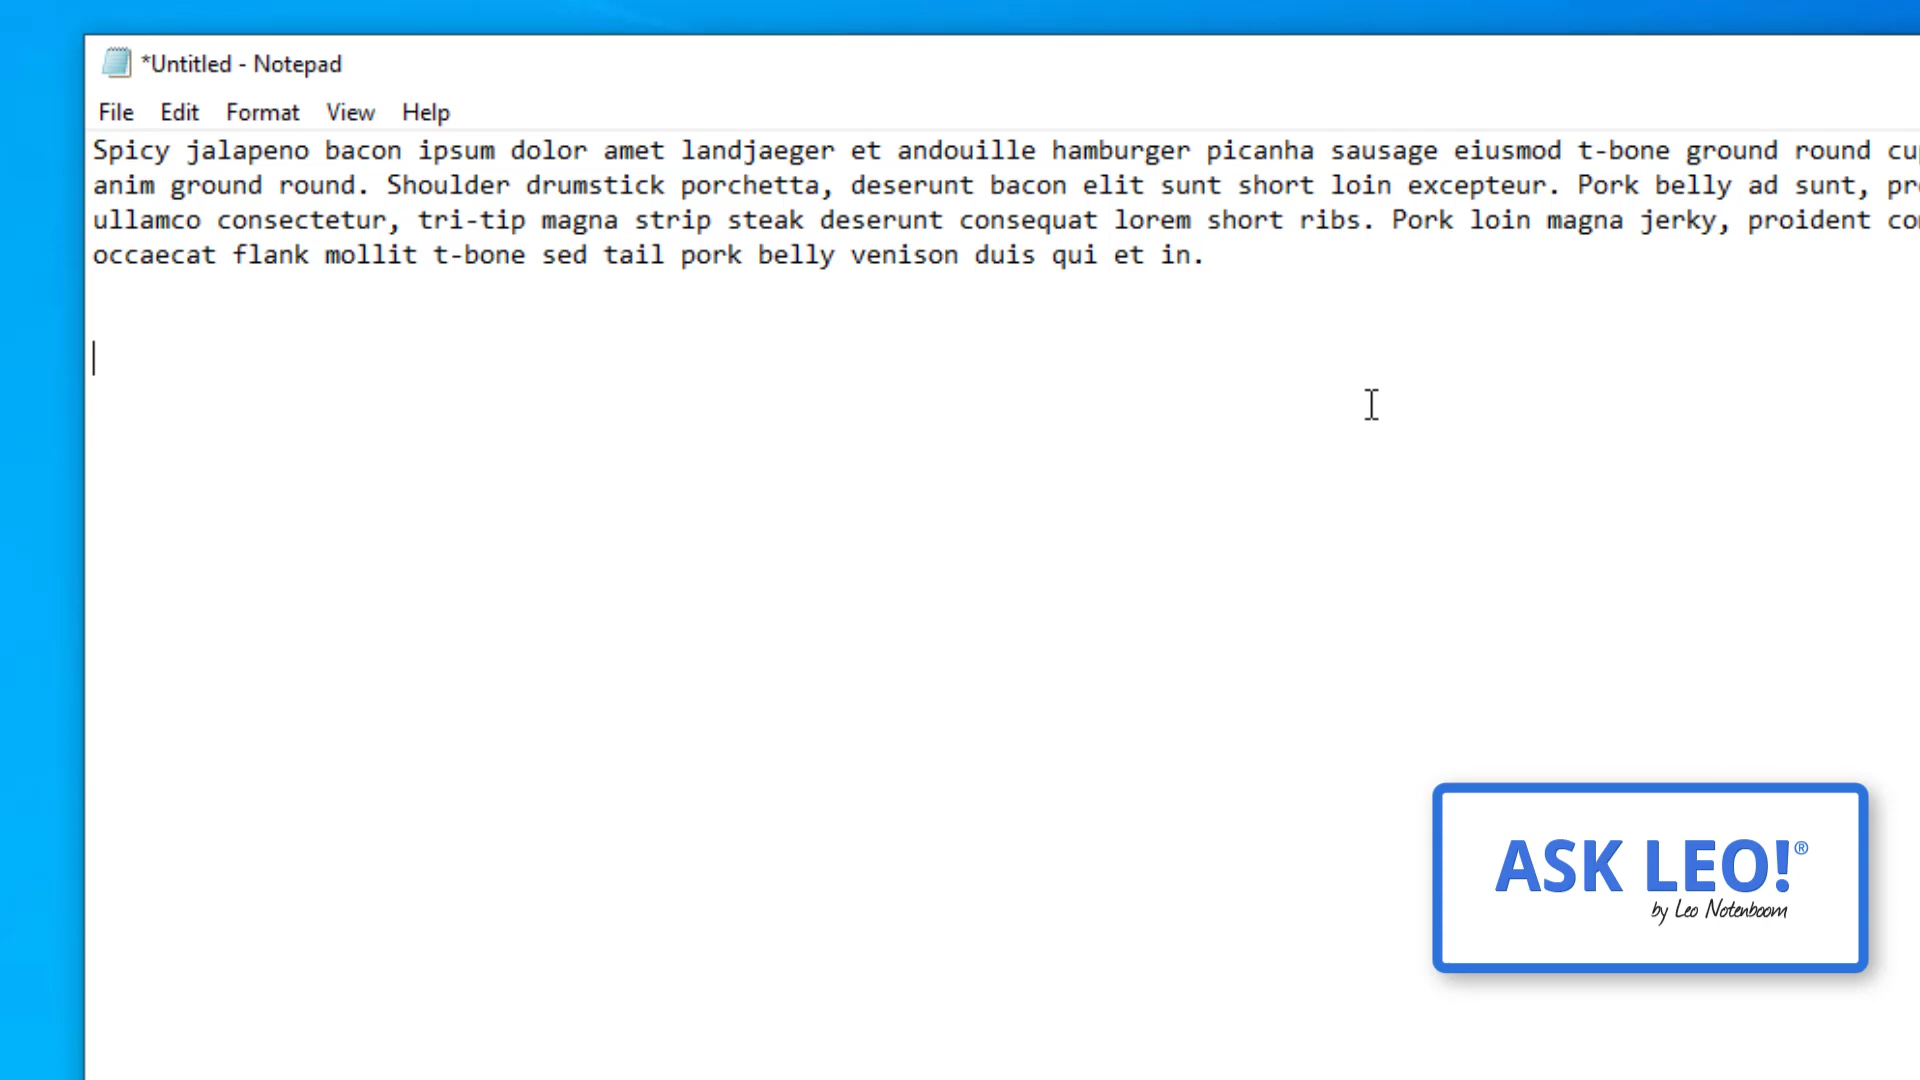 *Untitled - Notepad
File Edit Format View Help
Spicy jalapeno bacon ipsum dolor amet landjaeger et andouille hamburger picanha sausage eiusmod t-bone ground round
anim ground round. Shoulder drumstick porchetta, deserunt bacon elit sunt short loin excepteur. Pork belly ad sunt,
ullamco consectetur, tri-tip magna strip steak deserunt consequat lorem short ribs. Pork loin magna jerky, proident
occaecat flank mollit t-bone sed tail pork belly venison duis qui et in.
ASK LEO!®
by Leo Notenboom